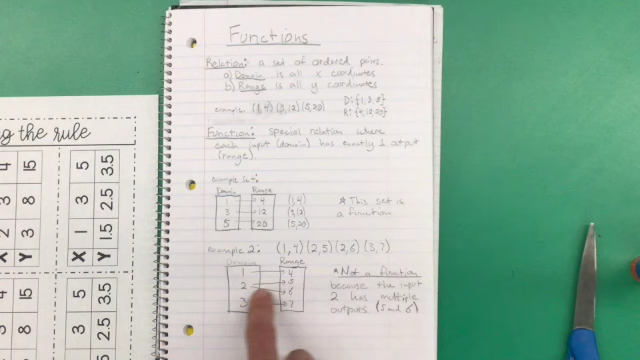 Functions
Relation: a set of ordered pairs.
a) Domain is all x coordinates
b) Range is all y coordinates
example: (1,4) (3,12) (5,20)
D: {1,3,5}
R: {4,12,20}
Function: special relation where
each input (domain) has exactly 1 output
(range).
example
Domain Range
1 4 (1,4)
3 12 (3,12)
5 20 (5,20)
* This set is
a function
Example 2: (1,4) (2,5) (2,6) (3,7)
Domain Range
1 4
2 5
3 6
7
* Not a function
because the input
2 has multiple
outputs (5 and 6)
g the rule
X 2 3 4
Y 3 8 15
X 1 3 5
Y 1.5 2.5 3.5
4
8 15
3 5
2.5 3.5